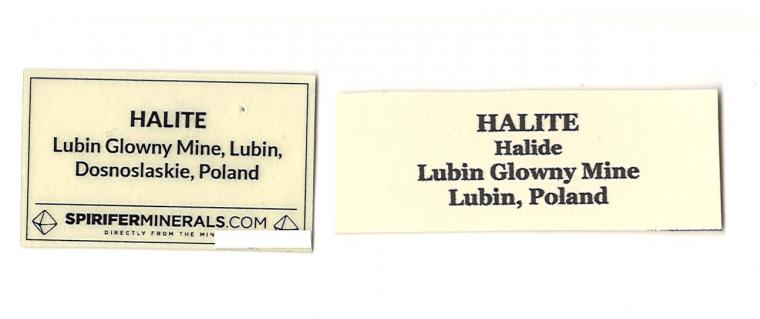 HALITE
Lubin Glowny Mine, Lubin,
Dosnoslaskie, Poland
SPIRIFERMINERALS.COM
DIRECTLY FROM THE
HALITE
Halide
Lubin Glowny Mine
Lubin, Poland